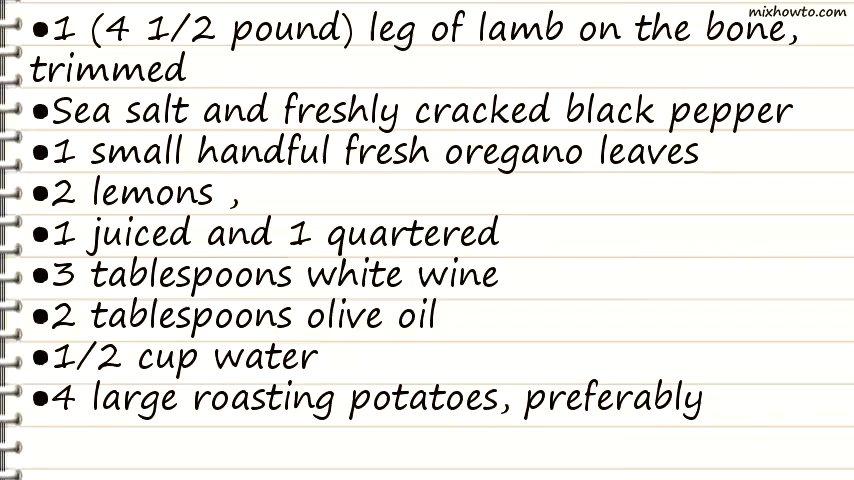 mixhowto.com
•1 (4 1/2 pound) leg of lamb on the bone,
trimmed
•Sea salt and freshly cracked black pepper
•1 small handful fresh oregano leaves
•2 lemons ,
•1 juiced and 1 quartered
•3 tablespoons white wine
•2 tablespoons olive oil
•1/2 cup water
•4 large roasting potatoes, preferably